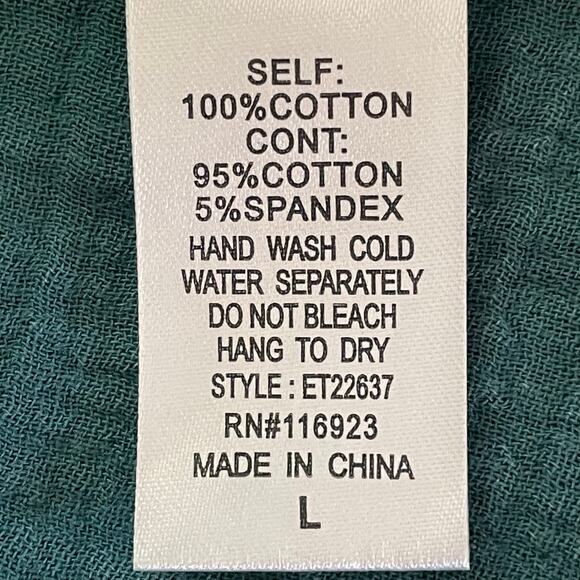 SELF:
100%COTTON
CONT:
95%COTTON
5%SPANDEX
HAND WASH COLD
WATER SEPARATELY
DO NOT BLEACH
HANG TO DRY
STYLE : ET22637
RN#116923
MADE IN CHINA
L